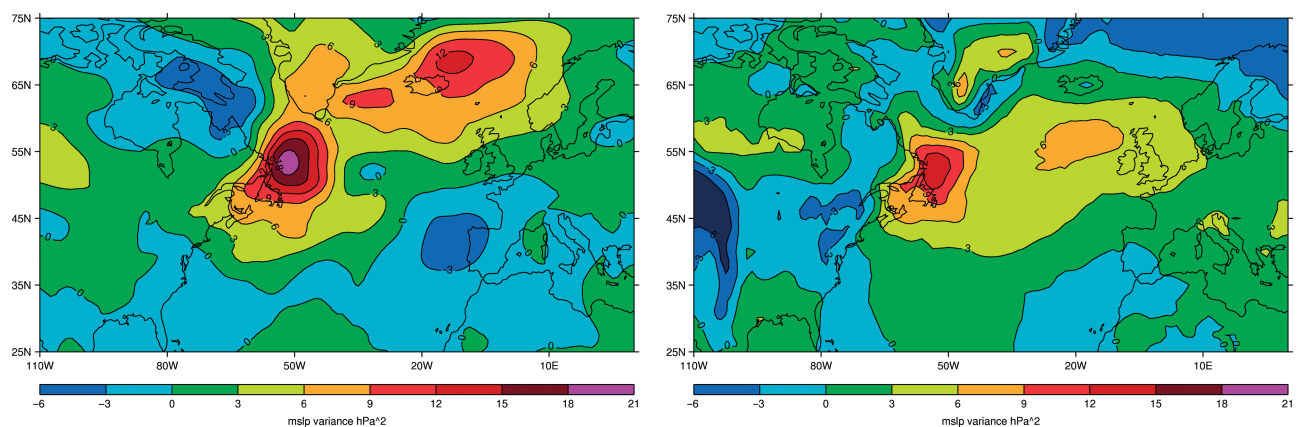 75N 75N
65N 65N
55N 55N
45N 45N
35N 35N
25N 25N
110W 80W 50W 20W 10E 110W 80W 50W 20W 10E
−6 −3 0 3 6 9 12 15 18 21 −6 −3 0 3 6 9 12 15 18 21
mslp variance hPa^2 mslp variance hPa^2